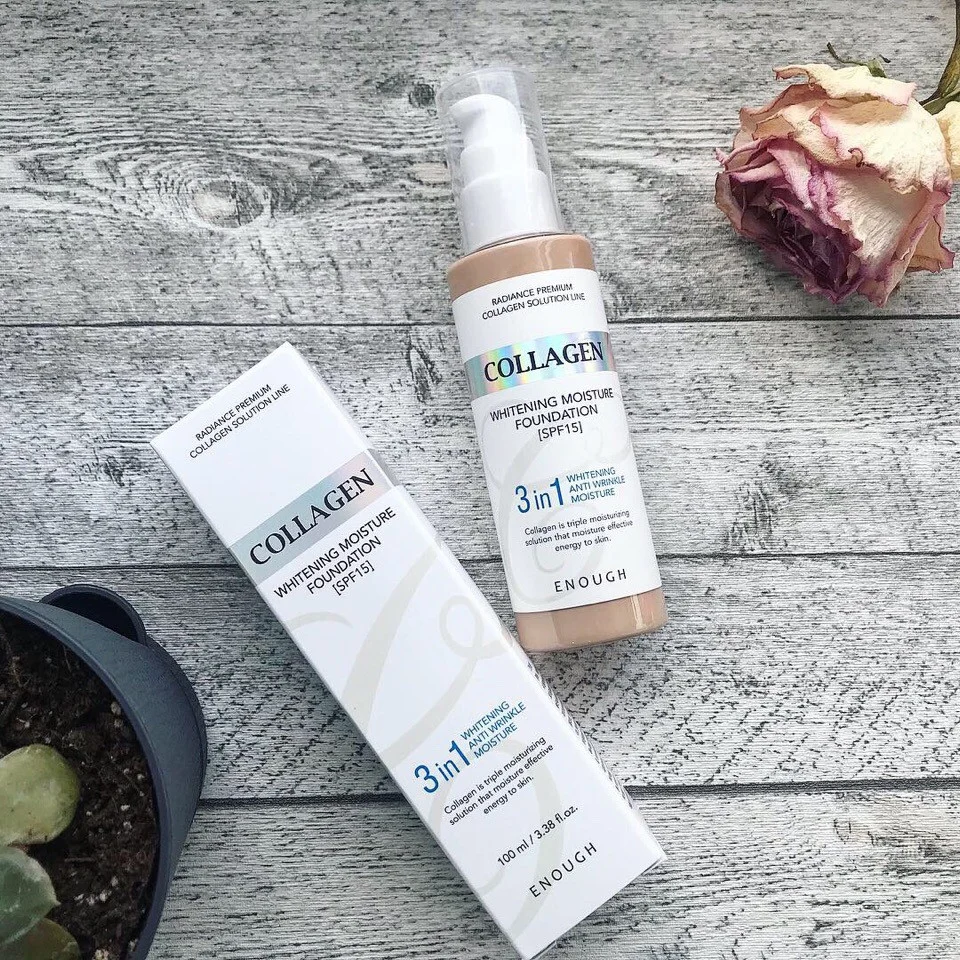 RADIANCE PREMIUM
COLLAGEN SOLUTION LINE
COLLAGEN
WHITENING MOISTURE
FOUNDATION
[SPF15]
3 in 1
WHITENING
ANTI WRINKLE
MOISTURE
Collagen is triple moisturizing
solution that moisture effective
energy to skin.
ENOUGH
RADIANCE PREMIUM
COLLAGEN SOLUTION LINE
COLLAGEN
WHITENING MOISTURE
FOUNDATION
[SPF15]
3 in 1
WHITENING
ANTI WRINKLE
MOISTURE
Collagen is triple moisturizing
solution that moisture effective
energy to skin.
100 ml / 3.38 fl.oz.
ENOUGH